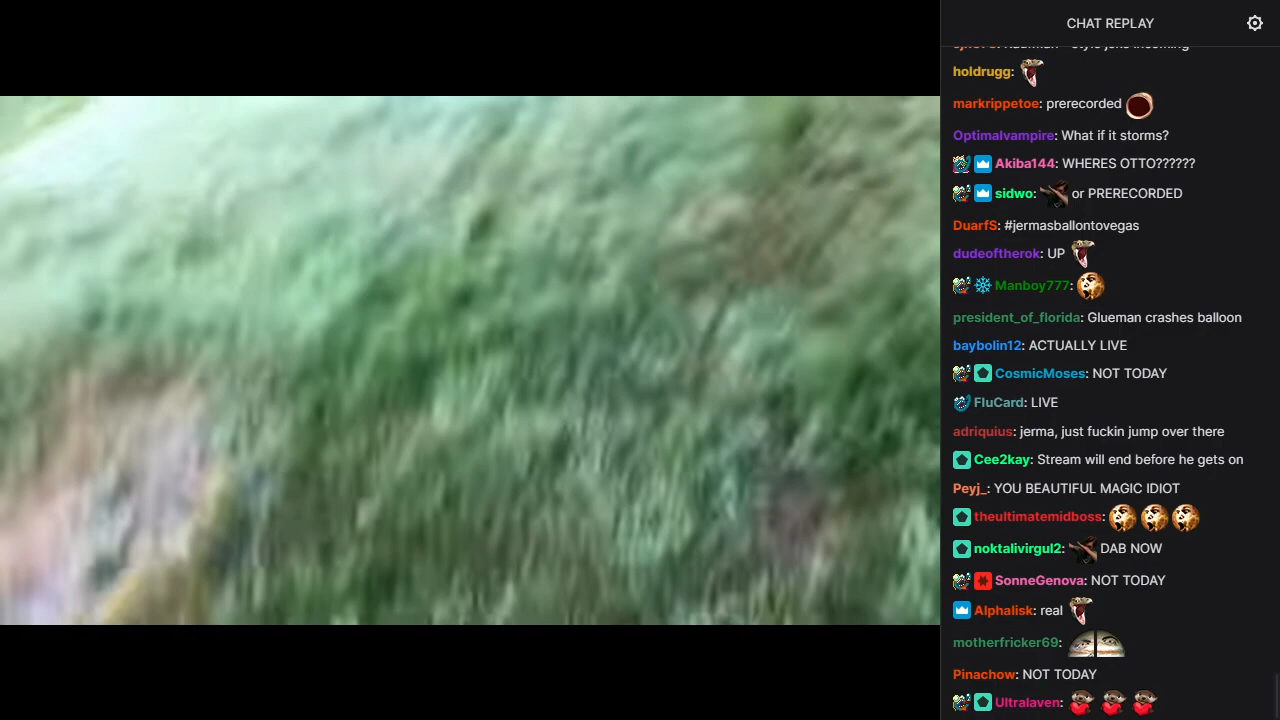 CHAT REPLAY
holdrugg:
markrippetoe: prerecorded
Optimalvampire: What if it storms?
Akiba144: WHERES OTTO??????
sidwo: or PRERECORDED
DuarfS: #jermasballontovegas
dudeoftherok: UP
Manboy777:
president_of_florida: Glueman crashes balloon
baybolin12: ACTUALLY LIVE
CosmicMoses: NOT TODAY
FluCard: LIVE
adriquius: jerma, just fuckin jump over there
Cee2kay: Stream will end before he gets on
Peyj_: YOU BEAUTIFUL MAGIC IDIOT
theultimatemidboss:
noktalivirgul2: DAB NOW
SonneGenova: NOT TODAY
Alphalisk: real
motherfricker69:
Pinachow: NOT TODAY
Ultralaven: